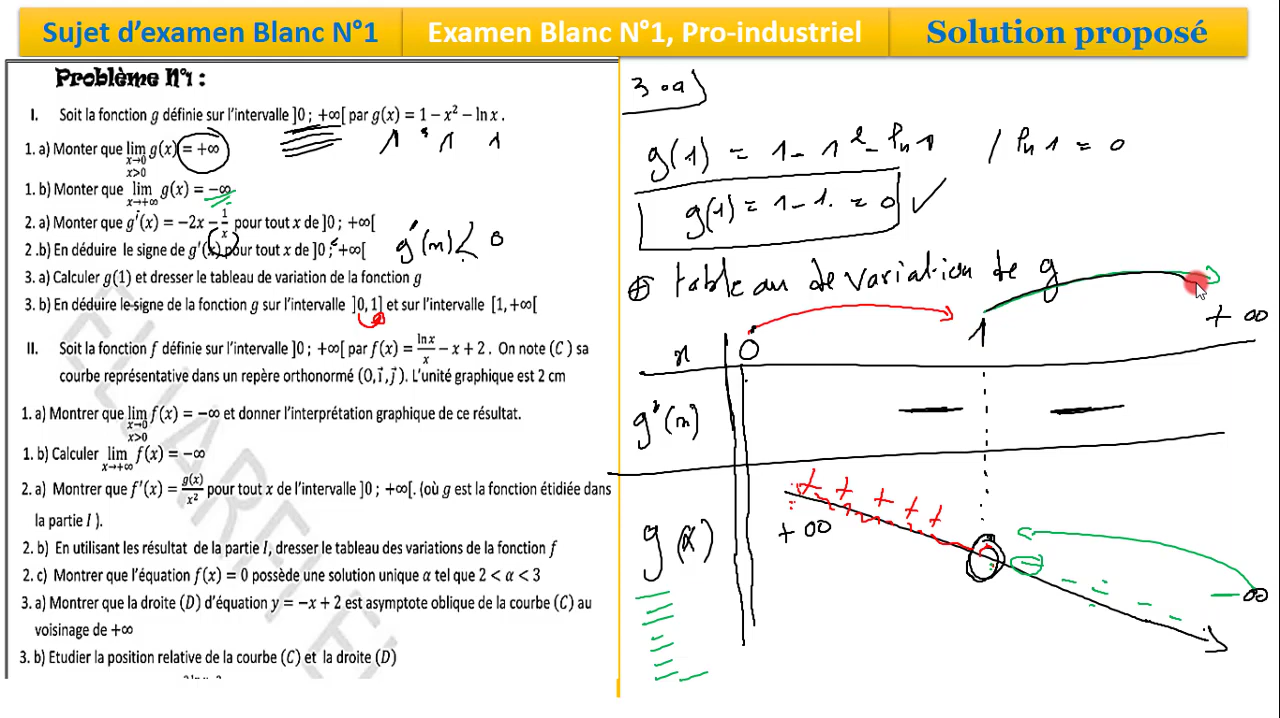 Sujet d'examen Blanc N°1
Examen Blanc N°1, Pro-industriel
Solution proposé
Problème N°1 :
I. Soit la fonction g définie sur l'intervalle ]0 ; +∞[ par g(x) = 1 − x² − ln x .
1. a) Monter que lim g(x) = +∞
x→0
x>0
1. b) Monter que lim g(x) = −∞
x→+∞
2. a) Monter que g'(x) = −2x − 1/x pour tout x de ]0 ; +∞[
2 .b) En déduire le signe de g'(x) pour tout x de ]0 ; +∞[
g'(x) < 0
3. a) Calculer g(1) et dresser le tableau de variation de la fonction g
3. b) En déduire le signe de la fonction g sur l'intervalle ]0, 1] et sur l'intervalle [1, +∞[
II. Soit la fonction f définie sur l'intervalle ]0 ; +∞[ par f(x) = lnx/x − x + 2 . On note (C) sa
courbe représentative dans un repère orthonormé (O, i⃗, j⃗). L'unité graphique est 2 cm
1. a) Montrer que lim f(x) = −∞ et donner l'interprétation graphique de ce résultat.
x→0
x>0
1. b) Calculer lim f(x) = −∞
x→+∞
2. a) Montrer que f'(x) = g(x)/x² pour tout x de l'intervalle ]0 ; +∞[. (où g est la fonction étidiée dans
la partie I ).
2. b) En utilisant les résultat de la partie I, dresser le tableau des variations de la fonction f
2. c) Montrer que l'équation f(x) = 0 possède une solution unique α tel que 2 < α < 3
3. a) Montrer que la droite (D) d'équation y = −x + 2 est asymptote oblique de la courbe (C) au
voisinage de +∞
3. b) Etudier la position relative de la courbe (C) et la droite (D)
3.a)
g(1) = 1 - 1² - ln 1 / ln 1 = 0
g(1) = 1 - 1 = 0 ✓
⊕ tableau de variation de g
x 0 1 +∞
g'(x) − −
g(x) +∞ + + + + + 0 − − − − −∞